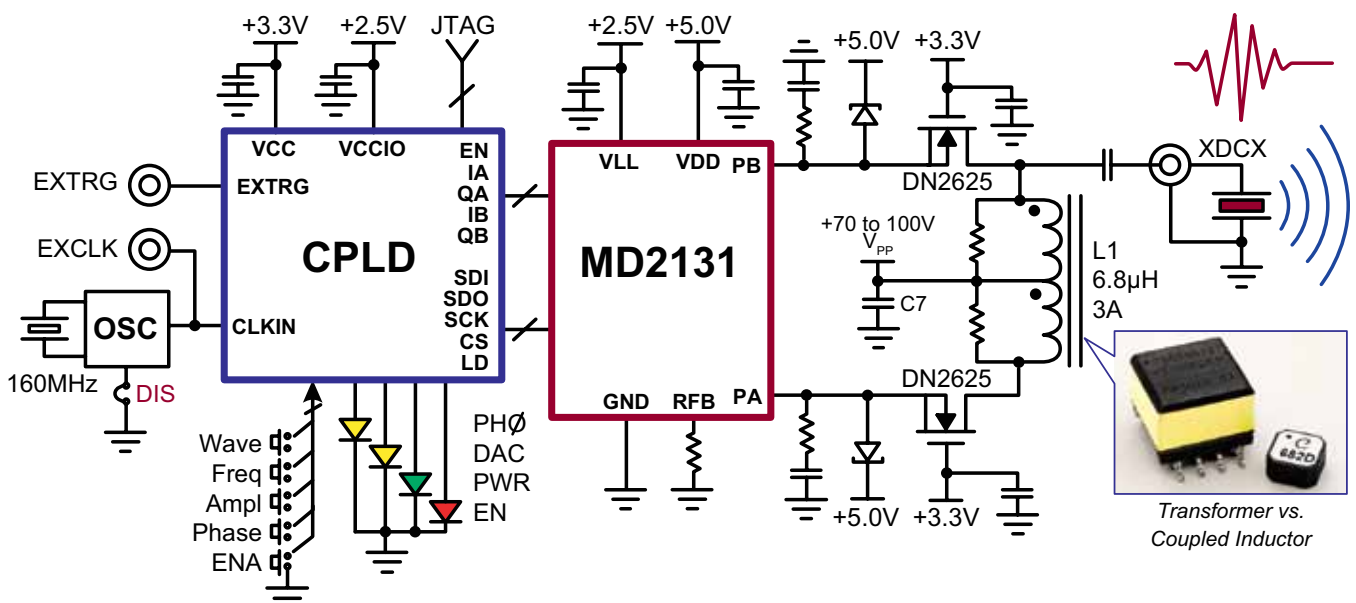 +3.3V
+2.5V
JTAG
+2.5V
+5.0V
+5.0V
+3.3V
VCC
VCCIO
EN
IA
QA
IB
QB
SDI
SDO
SCK
CS
LD
EXTRG
EXTRG
EXCLK
CPLD
OSC
CLKIN
160MHz
DIS
Wave
Freq
Ampl
Phase
ENA
PHØ
DAC
PWR
EN
VLL
VDD
PB
MD2131
GND
RFB
PA
DN2625
XDCX
+70 to 100V
VPP
C7
L1
6.8µH
3A
DN2625
+5.0V
+3.3V
682D
Transformer vs.
Coupled Inductor